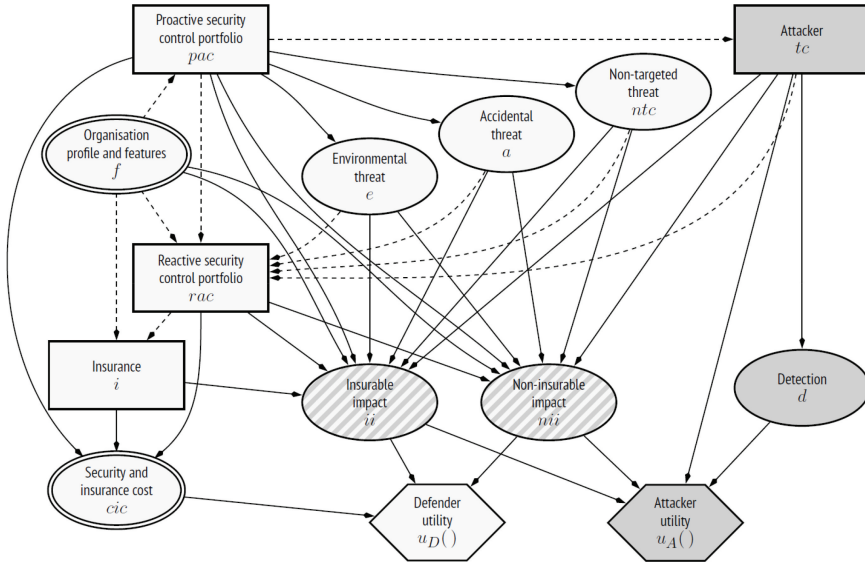 Proactive security
control portfolio
pac
Attacker
tc
Non-targeted
threat
ntc
Accidental
threat
a
Organisation
profile and features
f
Environmental
threat
e
Reactive security
control portfolio
rac
Insurance
i
Insurable
impact
ii
Non-insurable
impact
nii
Detection
d
Security and
insurance cost
cic
Defender
utility
u_D()
Attacker
utility
u_A()